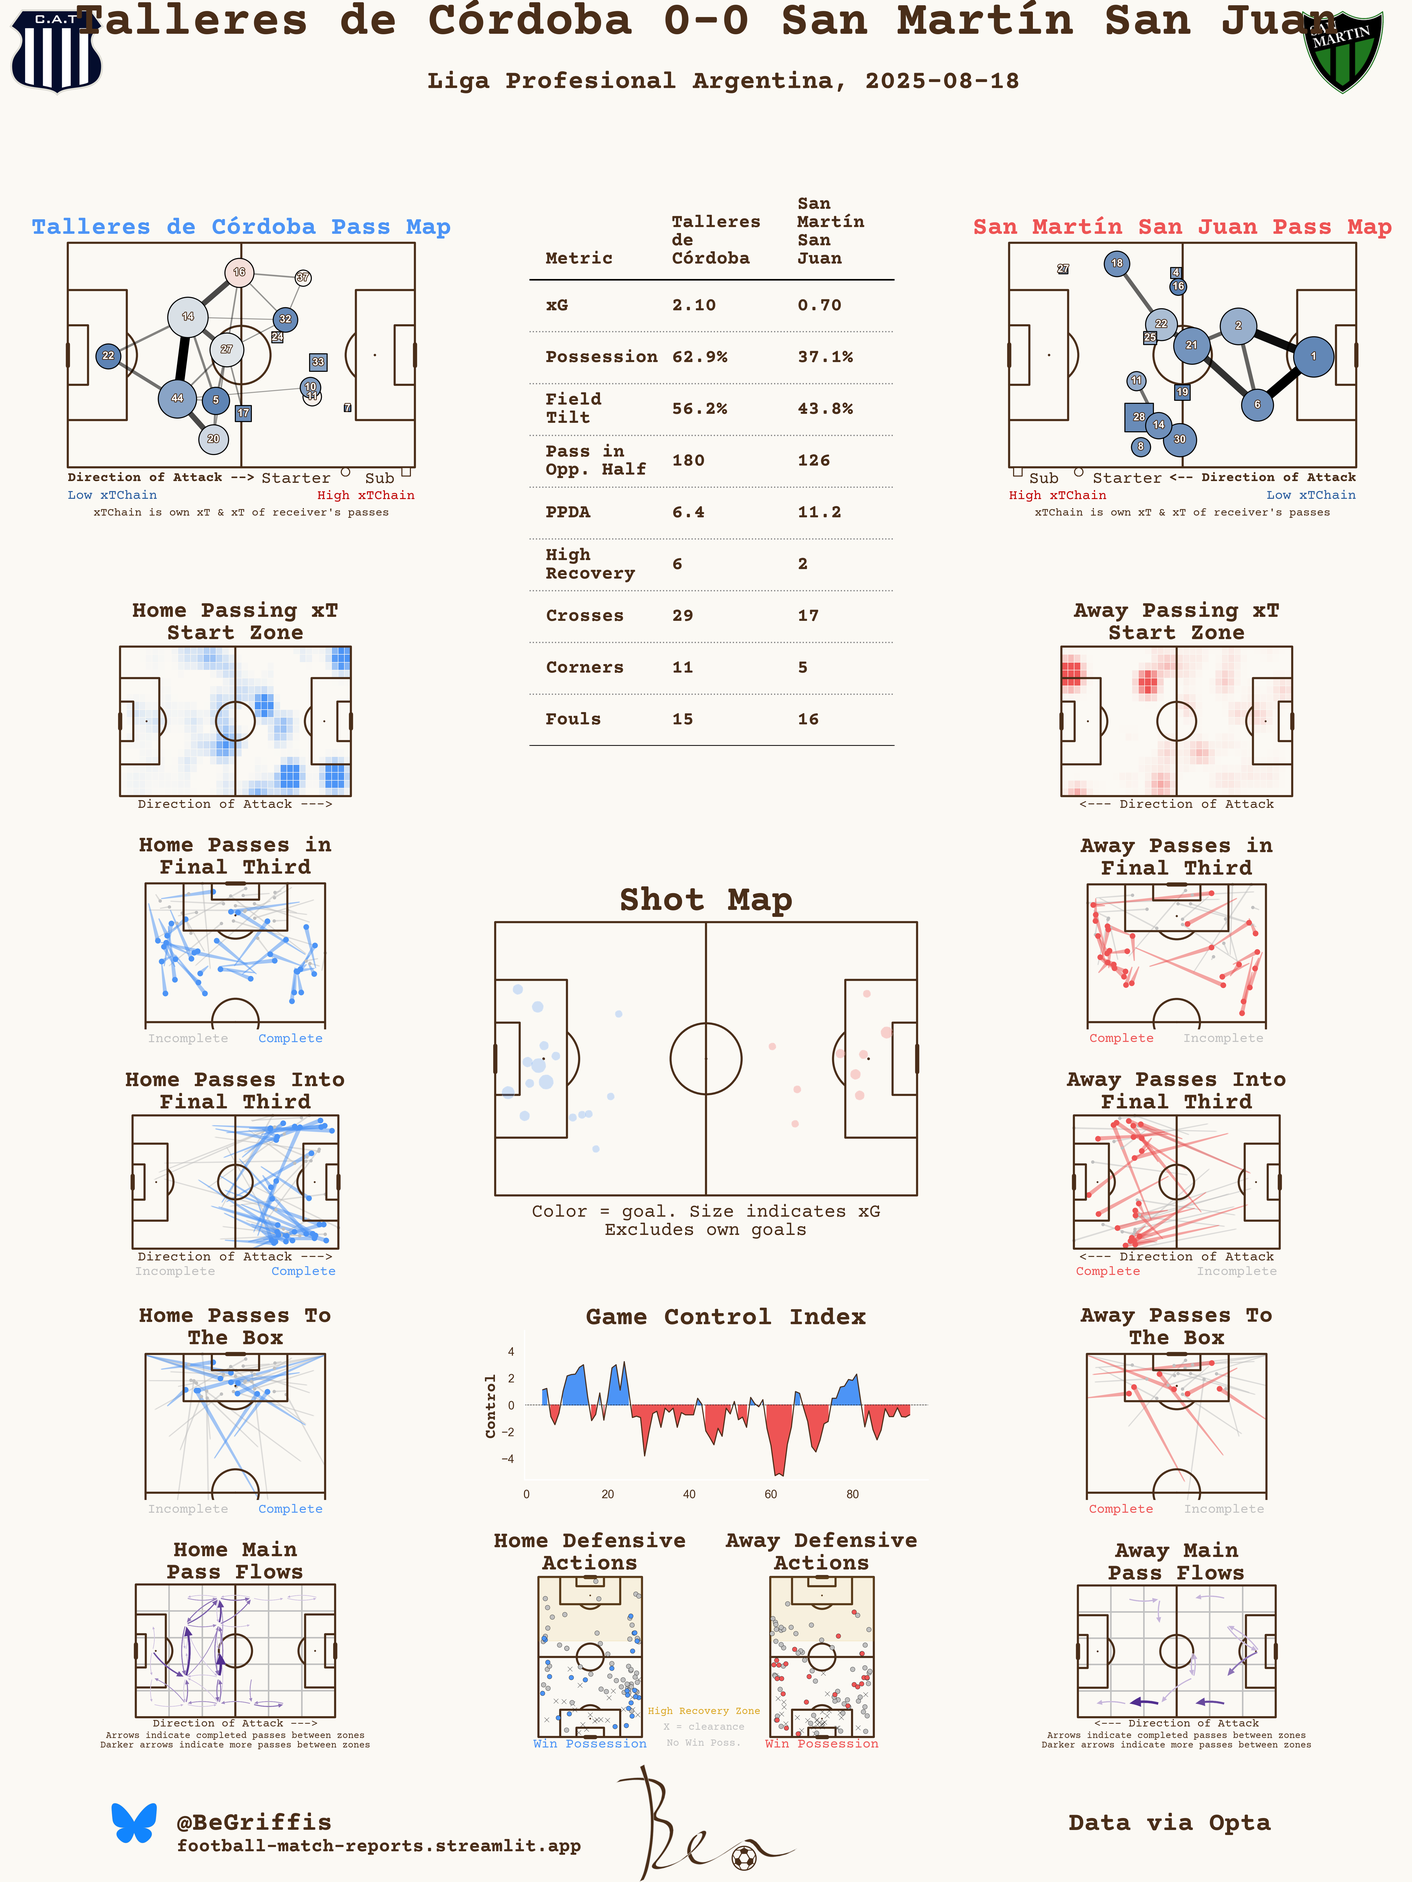 Talleres de Córdoba 0-0 San Martín San Juan
C.A.T
MARTIN
Liga Profesional Argentina, 2025-08-18
Talleres de Córdoba Pass Map
16
37
14
32
24
27
22
33
10
11
44
5
17
7
20
Direction of Attack --> Starter Sub
Low xTChain High xTChain
xTChain is own xT & xT of receiver's passes
Metric Talleres de Córdoba San Martín San Juan
xG 2.10 0.70
Possession 62.9% 37.1%
Field Tilt 56.2% 43.8%
Pass in Opp. Half 180 126
PPDA 6.4 11.2
High Recovery 6 2
Crosses 29 17
Corners 11 5
Fouls 15 16
San Martín San Juan Pass Map
27
18
4
16
22
2
25
21
1
11
19
28
6
14
30
8
Sub Starter <-- Direction of Attack
High xTChain Low xTChain
xTChain is own xT & xT of receiver's passes
Home Passing xT
Start Zone
Direction of Attack --->
Away Passing xT
Start Zone
<--- Direction of Attack
Home Passes in
Final Third
Incomplete Complete
Away Passes in
Final Third
Complete Incomplete
Shot Map
Color = goal. Size indicates xG
Excludes own goals
Home Passes Into
Final Third
Direction of Attack --->
Incomplete Complete
Away Passes Into
Final Third
<--- Direction of Attack
Complete Incomplete
Home Passes To
The Box
Incomplete Complete
Game Control Index
Control
4
2
0
−2
−4
0 20 40 60 80
Away Passes To
The Box
Complete Incomplete
Home Main
Pass Flows
Direction of Attack --->
Arrows indicate completed passes between zones
Darker arrows indicate more passes between zones
Home Defensive
Actions
Win Possession
Away Defensive
Actions
Win Possession
High Recovery Zone
X = clearance
No Win Poss.
Away Main
Pass Flows
<--- Direction of Attack
Arrows indicate completed passes between zones
Darker arrows indicate more passes between zones
@BeGriffis
football-match-reports.streamlit.app
Ben
Data via Opta